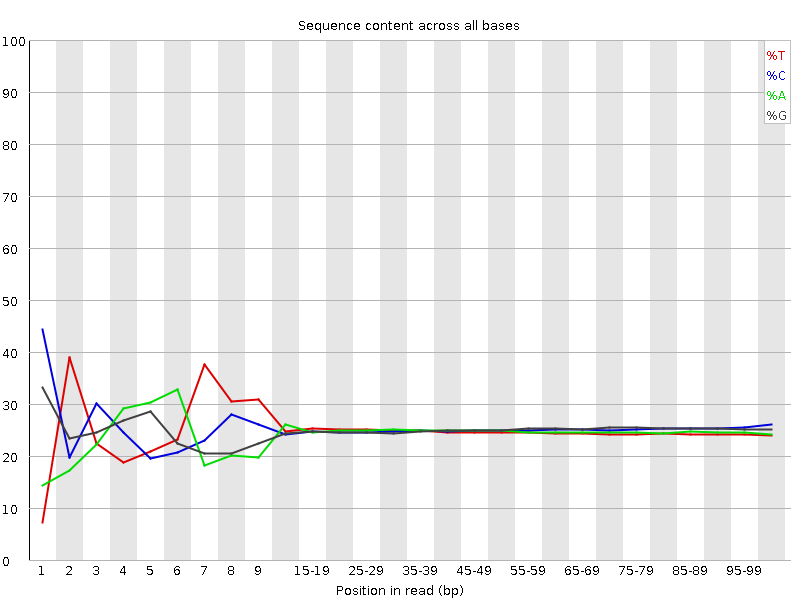 Sequence content across all bases
100
90
80
70
60
50
40
30
20
10
0
%T
%C
%A
%G
1 2 3 4 5 6 7 8 9 15-19 25-29 35-39 45-49 55-59 65-69 75-79 85-89 95-99
Position in read (bp)